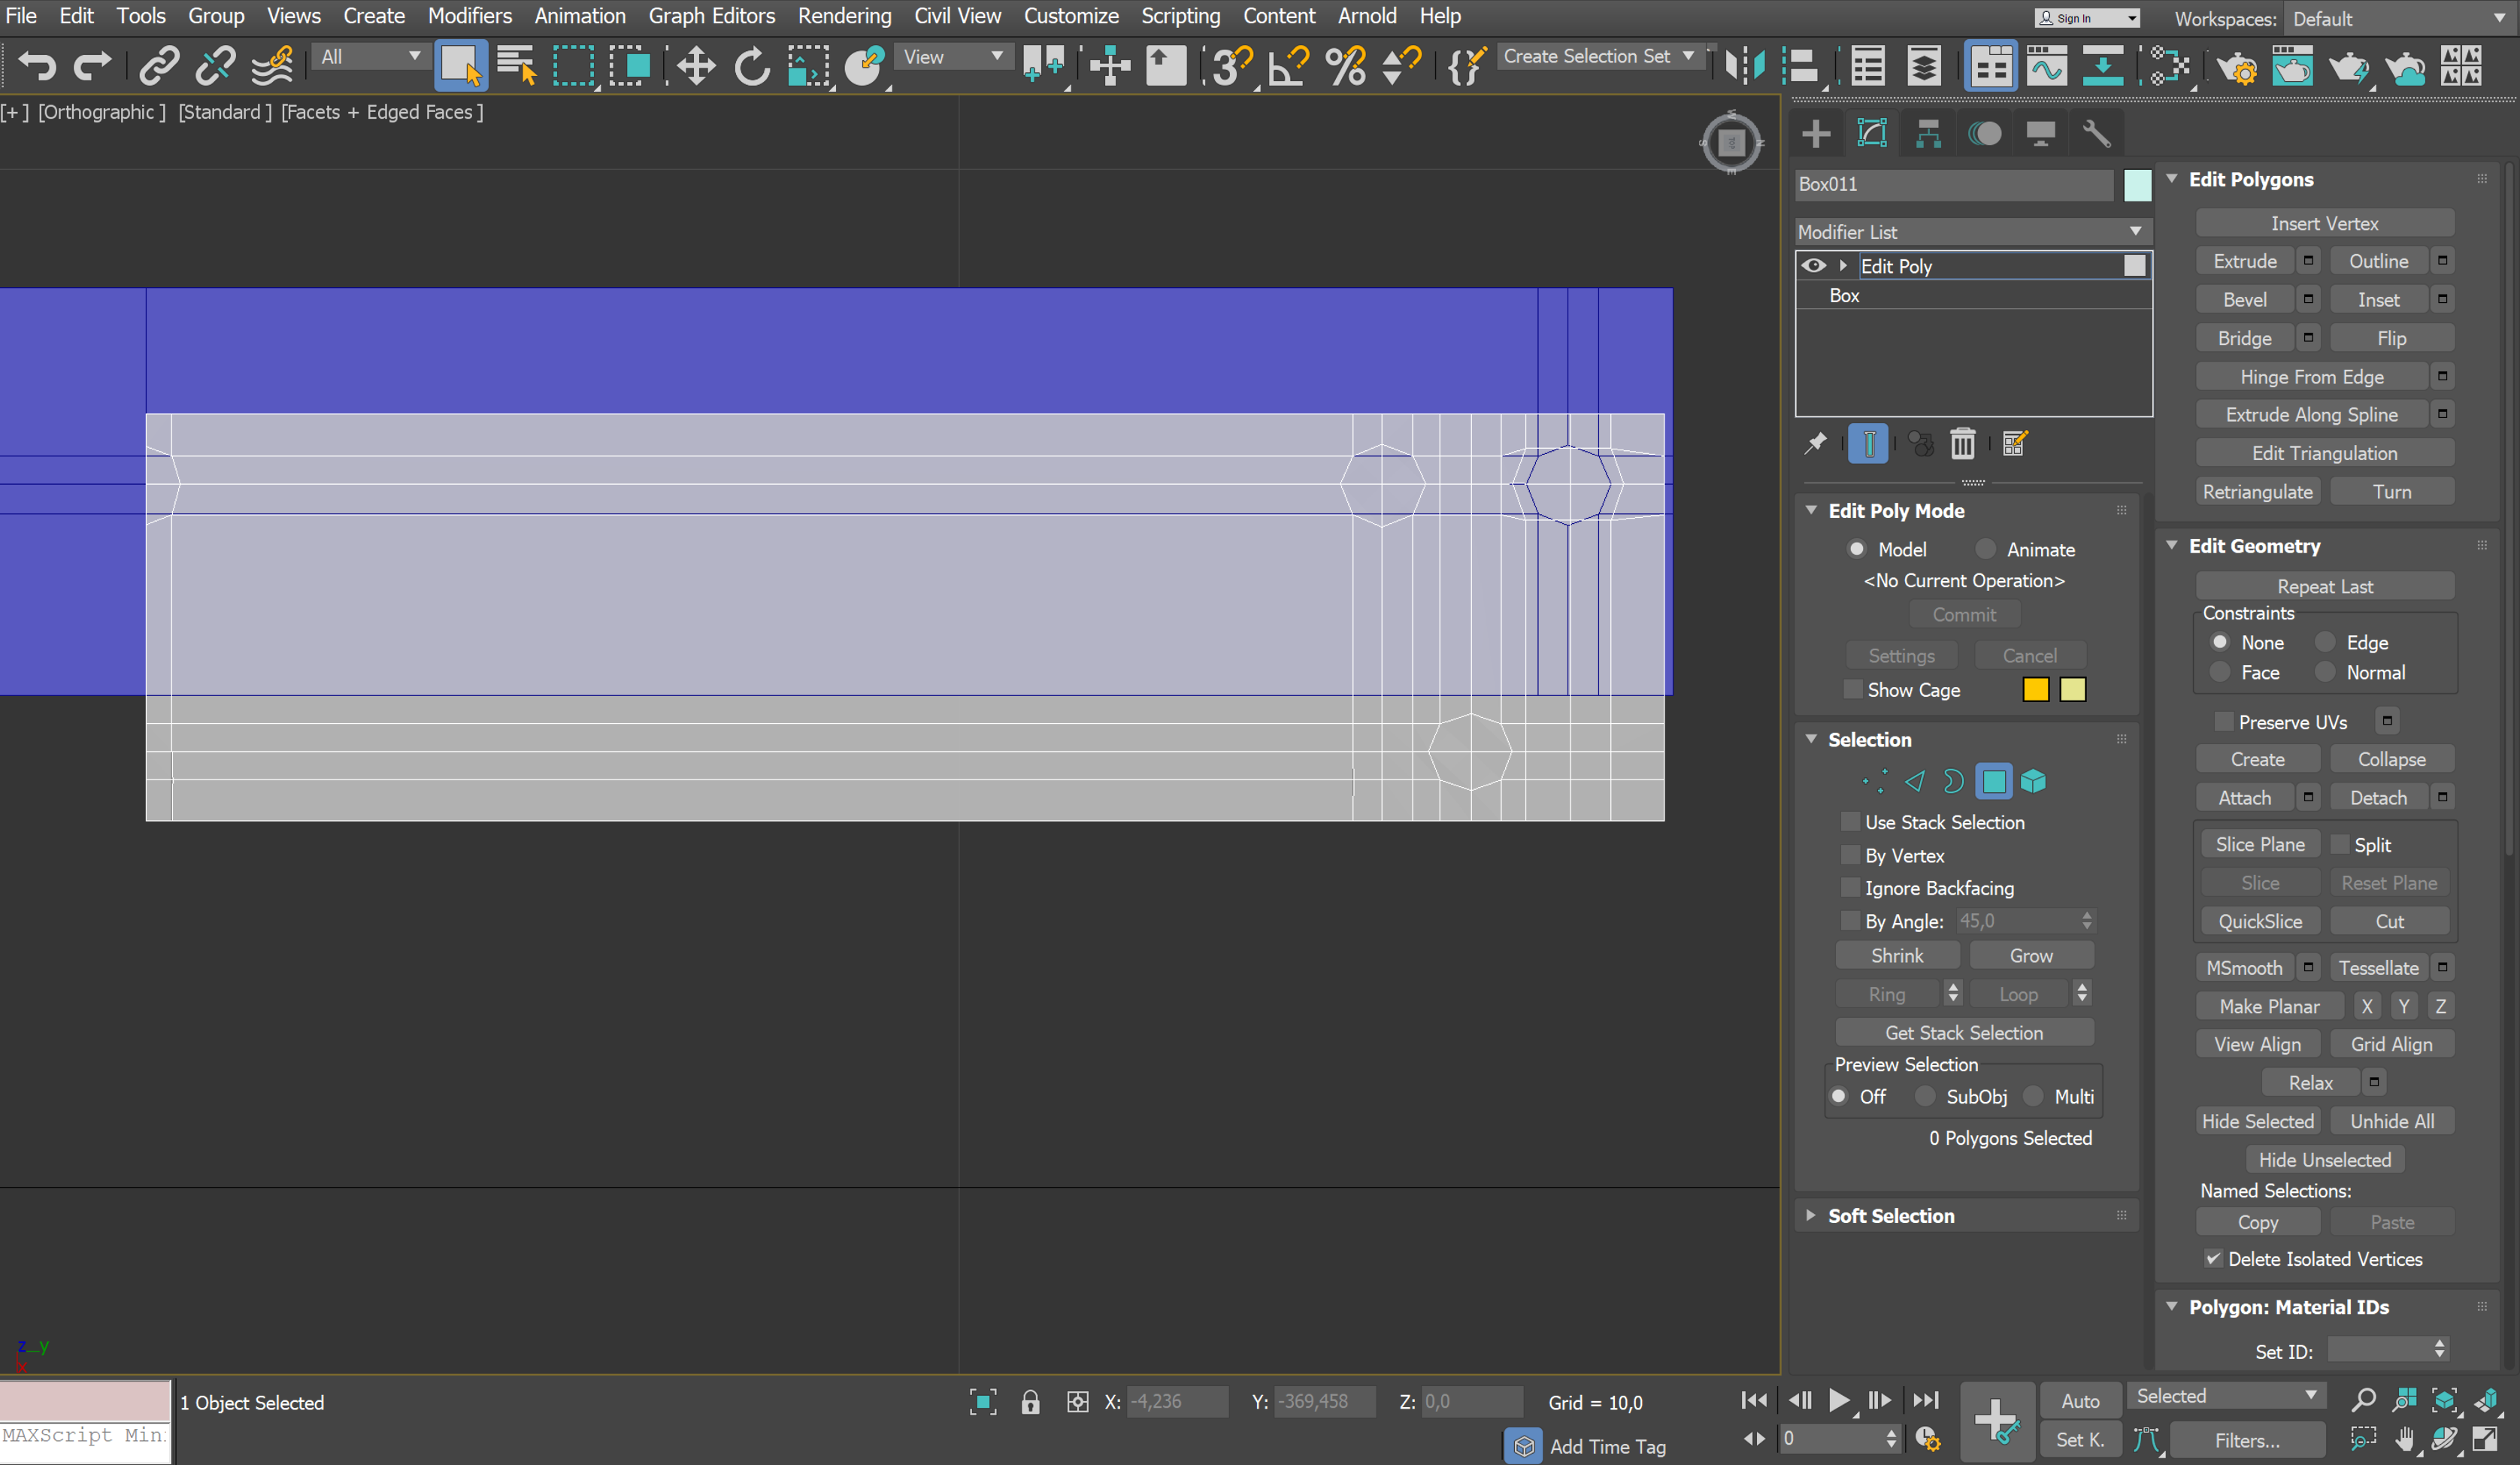 File Edit Tools Group Views Create Modifiers Animation Graph Editors Rendering Civil View Customize Scripting Content Arnold Help Sign In Workspaces: Default
All View Create Selection Set
[+] [Orthographic] [Standard] [Facets + Edged Faces]
Box011
Modifier List
Edit Poly
Box
Edit Poly Mode
Model Animate
<No Current Operation>
Commit
Settings Cancel
Show Cage
Selection
Use Stack Selection
By Vertex
Ignore Backfacing
By Angle: 45,0
Shrink Grow
Ring Loop
Get Stack Selection
Preview Selection
Off SubObj Multi
0 Polygons Selected
Soft Selection
Edit Polygons
Insert Vertex
Extrude Outline
Bevel Inset
Bridge Flip
Hinge From Edge
Extrude Along Spline
Edit Triangulation
Retriangulate Turn
Edit Geometry
Repeat Last
Constraints
None Edge
Face Normal
Preserve UVs
Create Collapse
Attach Detach
Slice Plane Split
Slice Reset Plane
QuickSlice Cut
MSmooth Tessellate
Make Planar X Y Z
View Align Grid Align
Relax
Hide Selected Unhide All
Hide Unselected
Named Selections:
Copy Paste
Delete Isolated Vertices
Polygon: Material IDs
Set ID:
z y
x
1 Object Selected X: -4,236 Y: -369,458 Z: 0,0 Grid = 10,0 Auto Selected
MAXScript Min Add Time Tag 0 Set K. Filters...